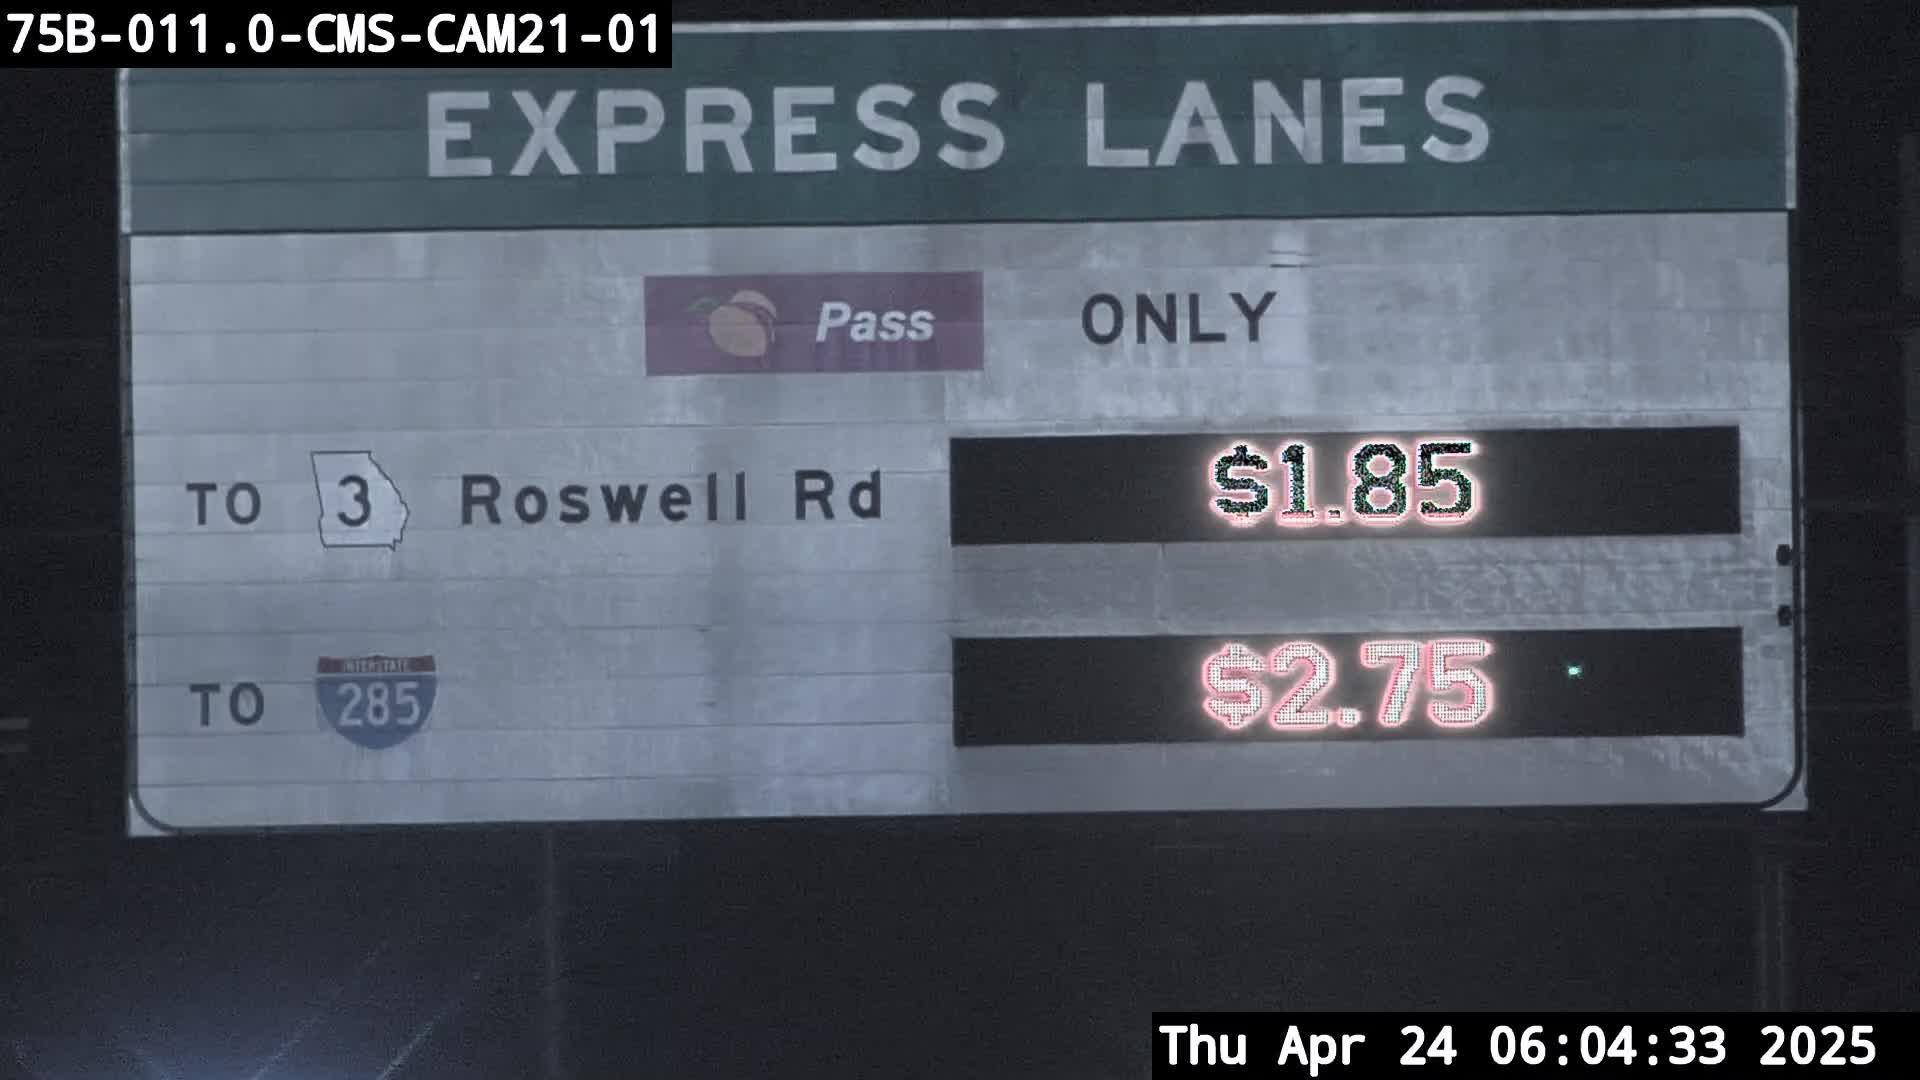 75B-011.0-CMS-CAM21-01
EXPRESS LANES
Pass ONLY
TO 3 Roswell Rd $1.85
INTERSTATE
TO 285 $2.75
Thu Apr 24 06:04:33 2025